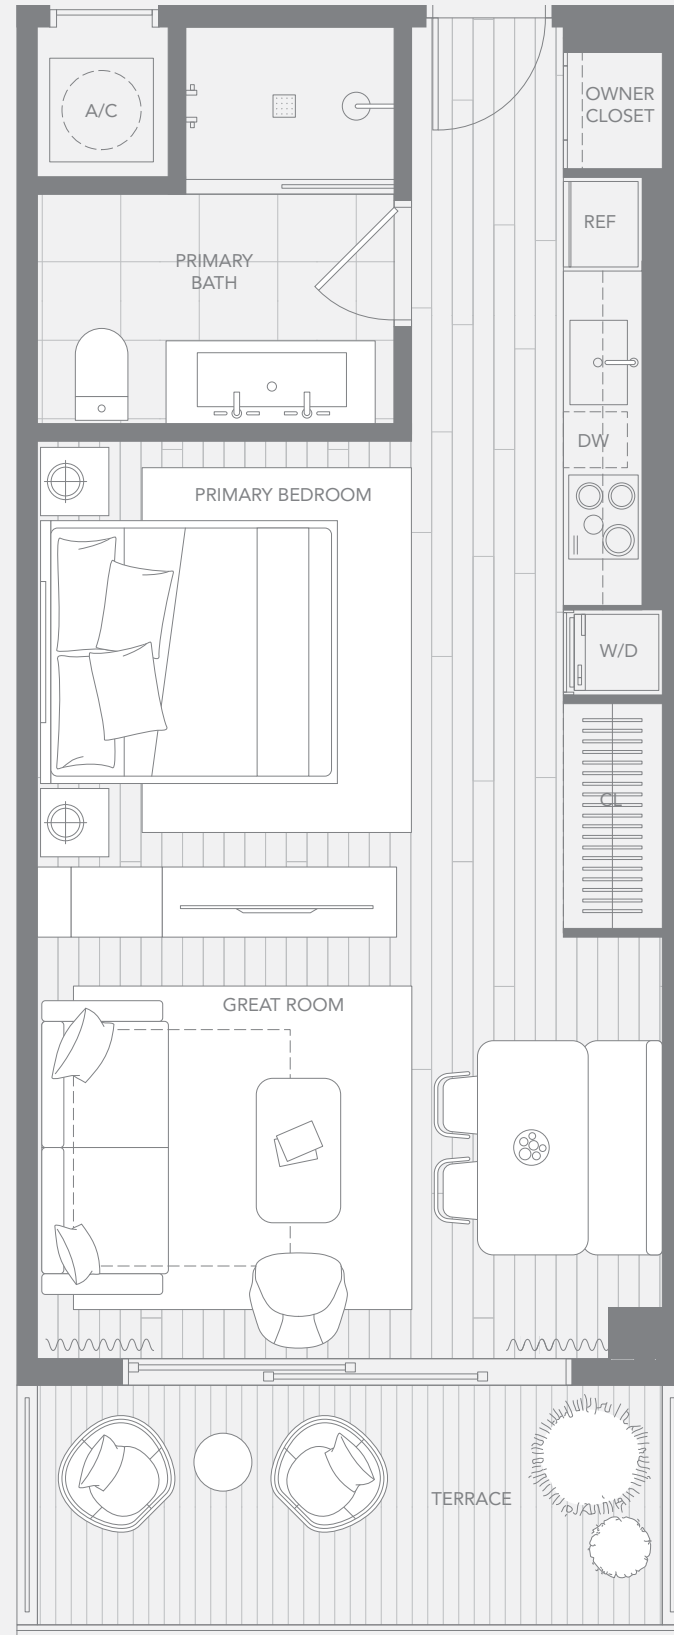 A/C
OWNER
CLOSET
REF
PRIMARY
BATH
DW
PRIMARY BEDROOM
W/D
CL
GREAT ROOM
TERRACE